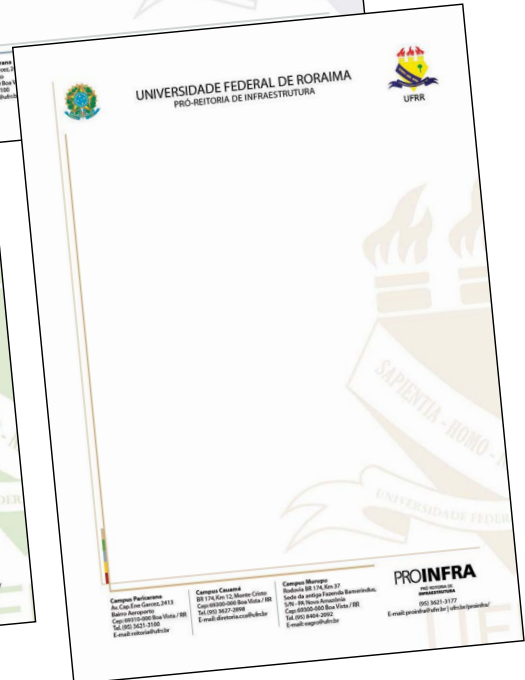 UNIVERSIDADE FEDERAL DE RORAIMA
PRÓ-REITORIA DE INFRAESTRUTURA
UFRR
SAPIENTIA - HOMO -
UNIVERSIDADE FEDER
Campus Paricarana
Av. Cap. Ene Garcez, 2413
Bairro Aeroporto
Cep: 69310-000 Boa Vista / RR
Tel. (95) 3621-3100
E-mail: reitoria@ufrr.br
Campus Cauamé
BR 174, Km 12, Monte Cristo
Cep: 69300-000 Boa Vista / RR
Tel. (95) 3627-2898
E-mail: diretoria.cca@ufrr.br
Campus Murupu
Rodovia BR 174, Km 37
Sede da antiga Fazenda Bamerindus,
S/N - PA Nova Amazônia
Cep: 69300-000 Boa Vista / RR
Tel. (95) 8404-2092
E-mail: eagro@ufrr.br
PROINFRA
PRÓ-REITORIA DE
INFRAESTRUTURA
(95) 3621-3177
E-mail: proinfra@ufrr.br | ufrr.br/proinfra/
UF